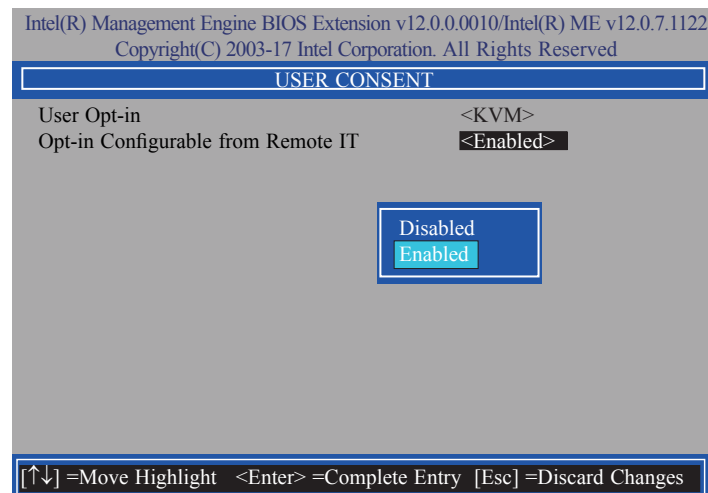 Intel(R) Management Engine BIOS Extension v12.0.0.0010/Intel(R) ME v12.0.7.1122
Copyright(C) 2003-17 Intel Corporation. All Rights Reserved
USER CONSENT
User Opt-in <KVM>
Opt-in Configurable from Remote IT <Enabled>
Disabled
Enabled
[↑↓] =Move Highlight <Enter> =Complete Entry [Esc] =Discard Changes